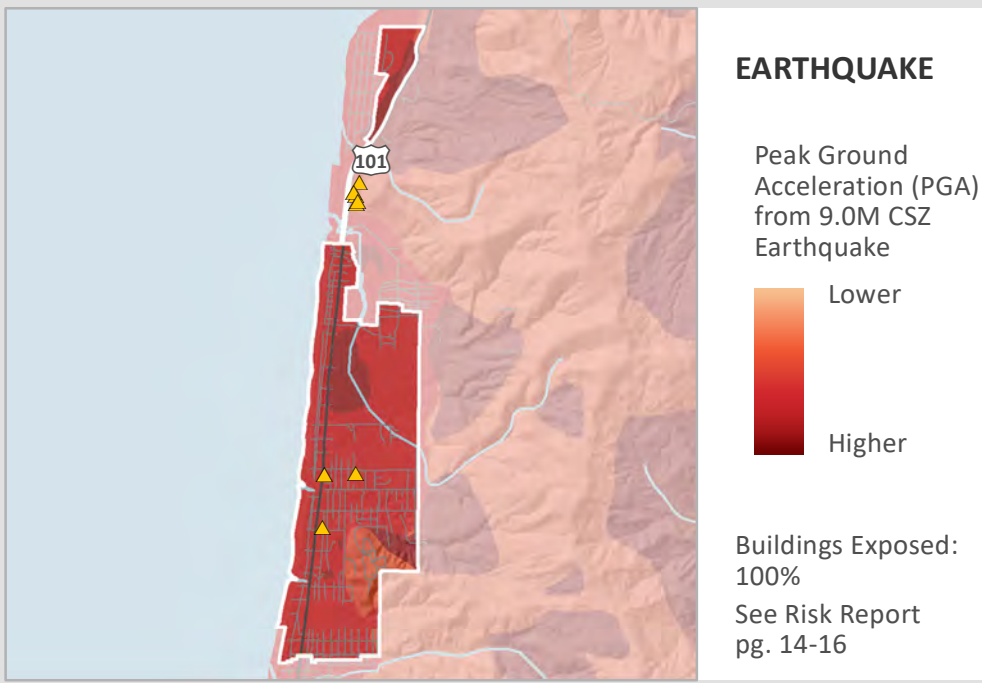 101
EARTHQUAKE
Peak Ground
Acceleration (PGA)
from 9.0M CSZ
Earthquake
Lower
Higher
Buildings Exposed:
100%
See Risk Report
pg. 14-16